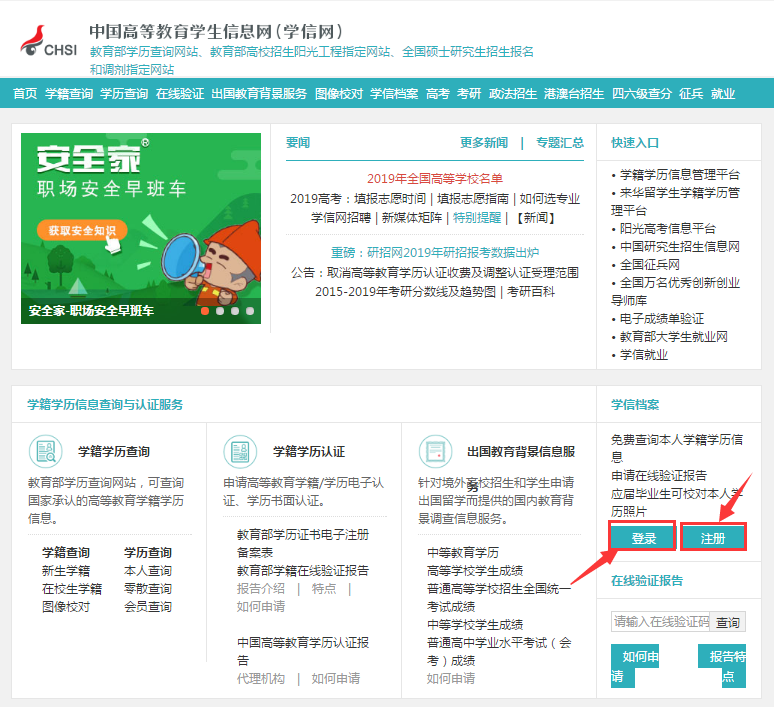 中国高等教育学生信息网(学信网)
CHSI
教育部学历查询网站、教育部高校招生阳光工程指定网站、全国硕士研究生招生报名
和调剂指定网站
首页 学籍查询 学历查询 在线验证 出国教育背景服务 图像校对 学信档案 高考 考研 政法招生 港澳台招生 四六级查分 征兵 就业
安全家®
职场安全早班车
获取安全知识
安全家-职场安全早班车
要闻 更多新闻 | 专题汇总
2019年全国高等学校名单
2019高考：填报志愿时间 | 填报志愿指南 | 如何选专业
学信网招聘 | 新媒体矩阵 | 特别提醒 | 【新闻】
重磅：研招网2019年研招报考数据出炉
公告：取消高等教育学历认证收费及调整认证受理范围
2015-2019年考研分数线及趋势图 | 考研百科
快速入口
• 学籍学历信息管理平台
• 来华留学生学籍学历管
理平台
• 阳光高考信息平台
• 中国研究生招生信息网
• 全国征兵网
• 全国万名优秀创新创业
导师库
• 电子成绩单验证
• 教育部大学生就业网
• 学信就业
学籍学历信息查询与认证服务
学籍学历查询
教育部学历查询网站，可查询
国家承认的高等教育学籍学历
信息。
学籍查询 学历查询
新生学籍 本人查询
在校生学籍 零散查询
图像校对 会员查询
学籍学历认证
申请高等教育学籍/学历电子认
证、学历书面认证。
教育部学历证书电子注册
备案表
教育部学籍在线验证报告
报告介绍 | 特点 |
如何申请
中国高等教育学历认证报
告
代理机构 | 如何申请
出国教育背景信息服
务
针对境外高校招生和学生申请
出国留学而提供的国内教育背
景调查信息服务。
中等教育学历
高等学校学生成绩
普通高等学校招生全国统一
考试成绩
中等学校学生成绩
普通高中学业水平考试（会
考）成绩
如何申请
学信档案
免费查询本人学籍学历信
息
申请在线验证报告
应届毕业生可校对本人学
历照片
登录 注册
在线验证报告
请输入在线验证码 查询
如何申
请
报告特
点